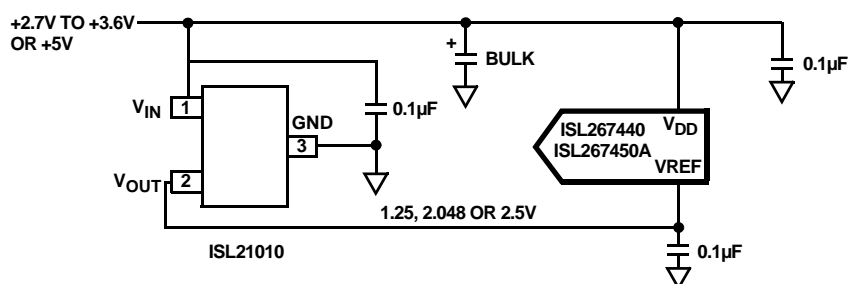 +2.7V TO +3.6V
OR +5V
+
BULK
0.1µF
VIN
1
0.1µF
GND
3
ISL267440
ISL267450A
VDD
VREF
VOUT
2
1.25, 2.048 OR 2.5V
ISL21010
0.1µF